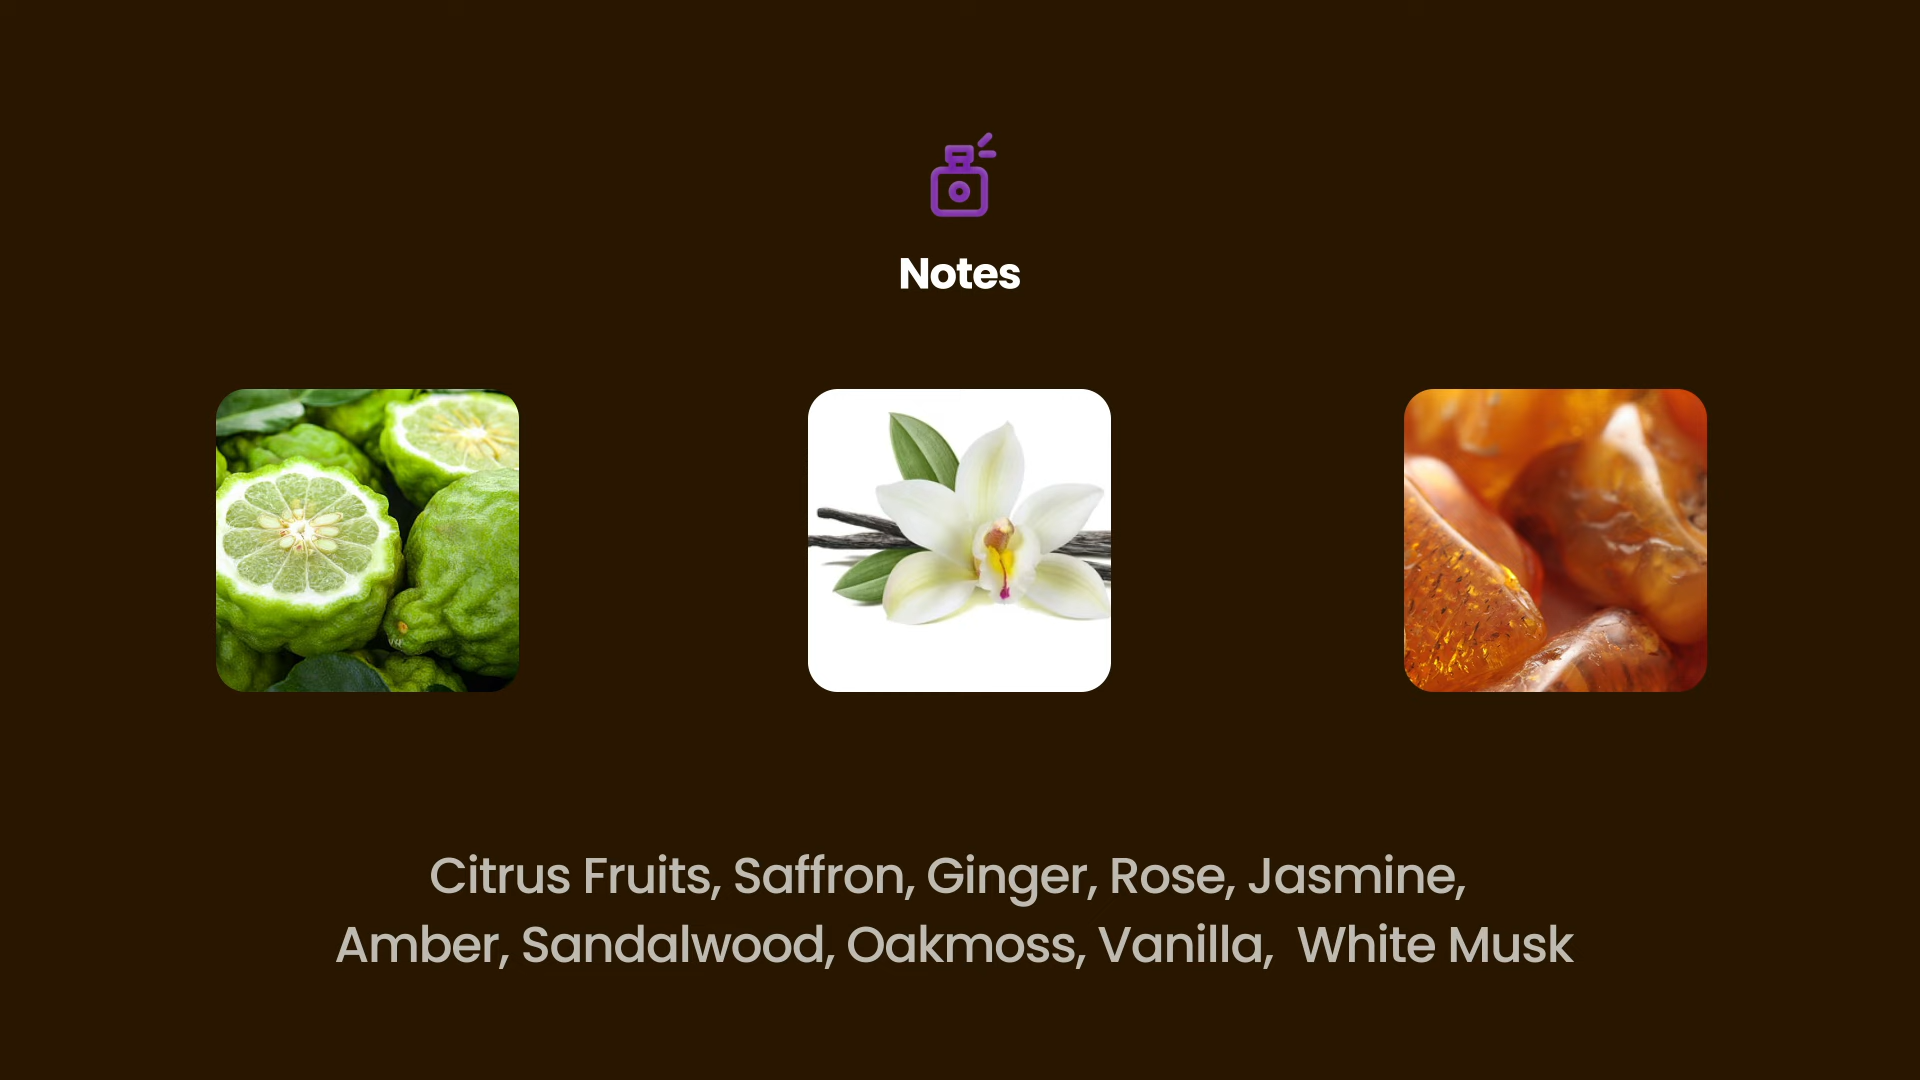 Notes
Citrus Fruits, Saffron, Ginger, Rose, Jasmine,
Amber, Sandalwood, Oakmoss, Vanilla,  White Musk